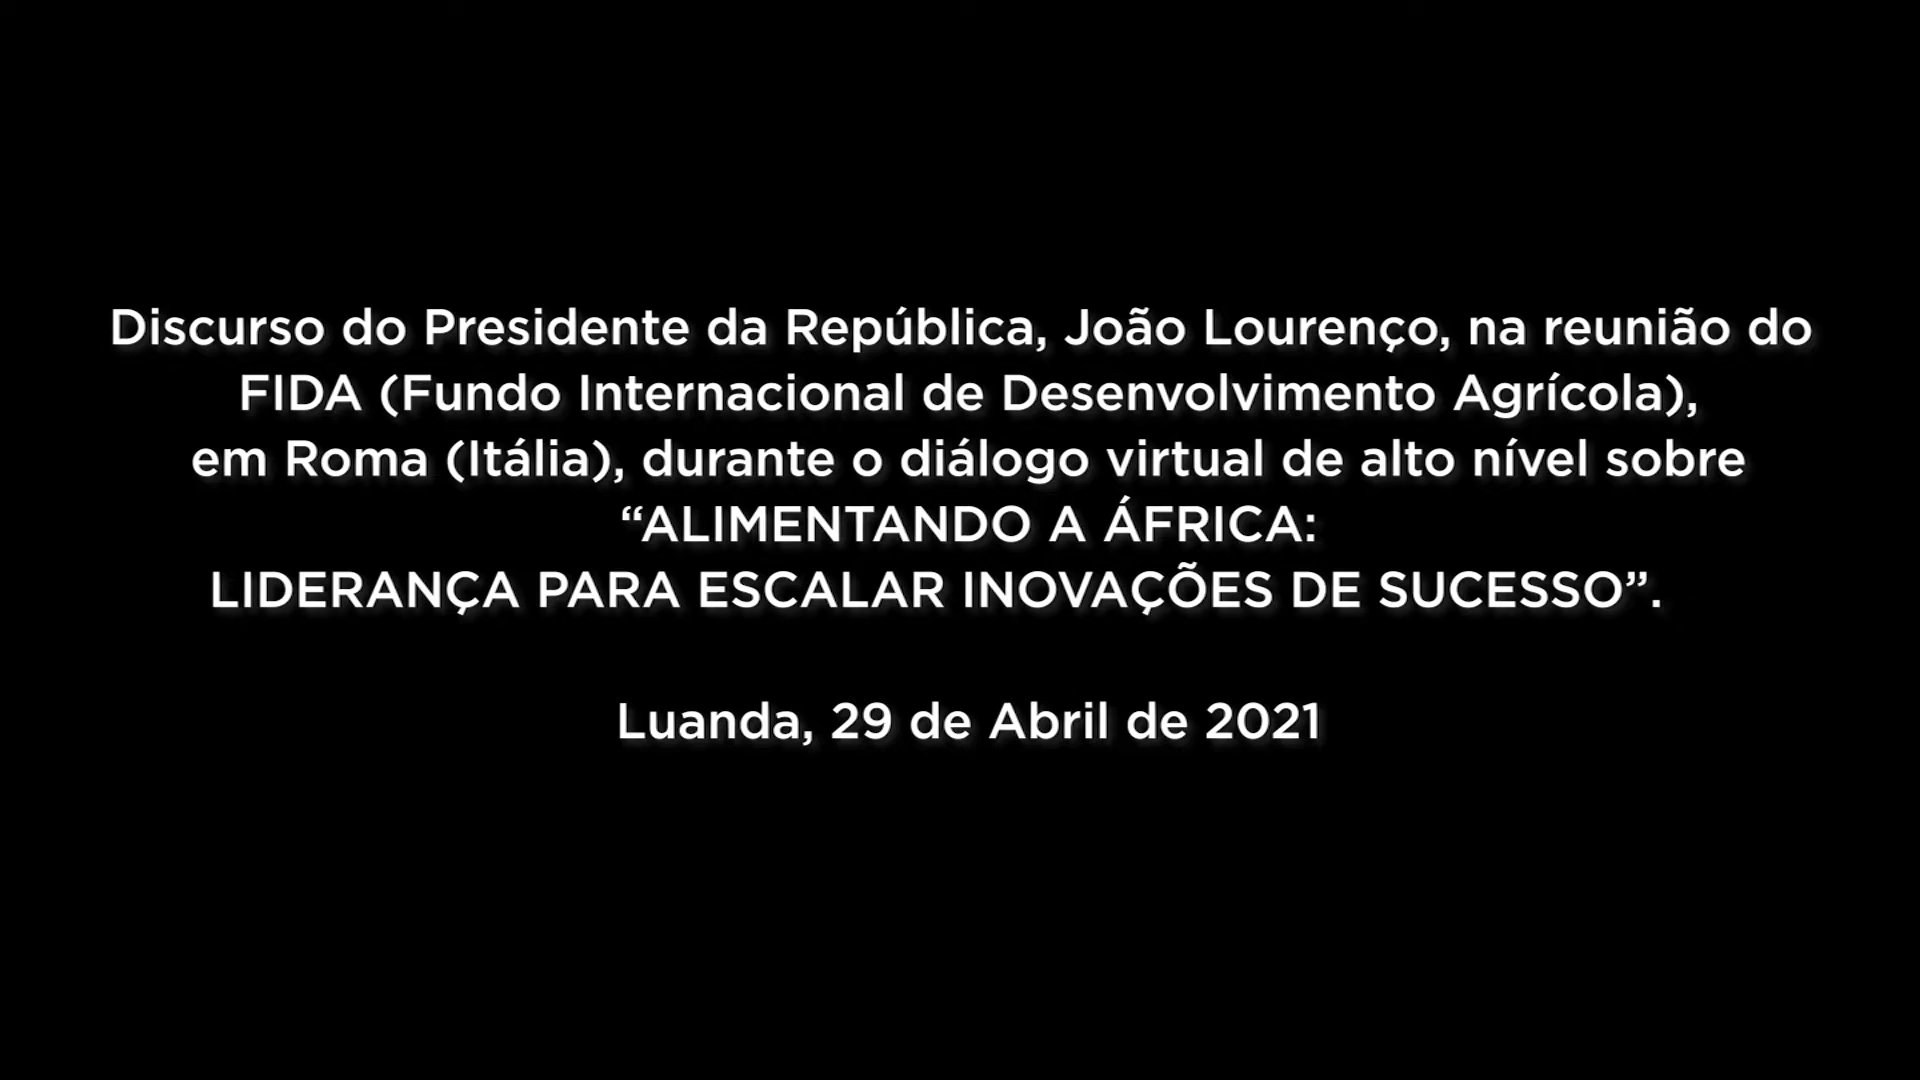 Discurso do Presidente da República, João Lourenço, na reunião do
FIDA (Fundo Internacional de Desenvolvimento Agrícola),
em Roma (Itália), durante o diálogo virtual de alto nível sobre
“ALIMENTANDO A ÁFRICA:
LIDERANÇA PARA ESCALAR INOVAÇÕES DE SUCESSO”.
Luanda, 29 de Abril de 2021